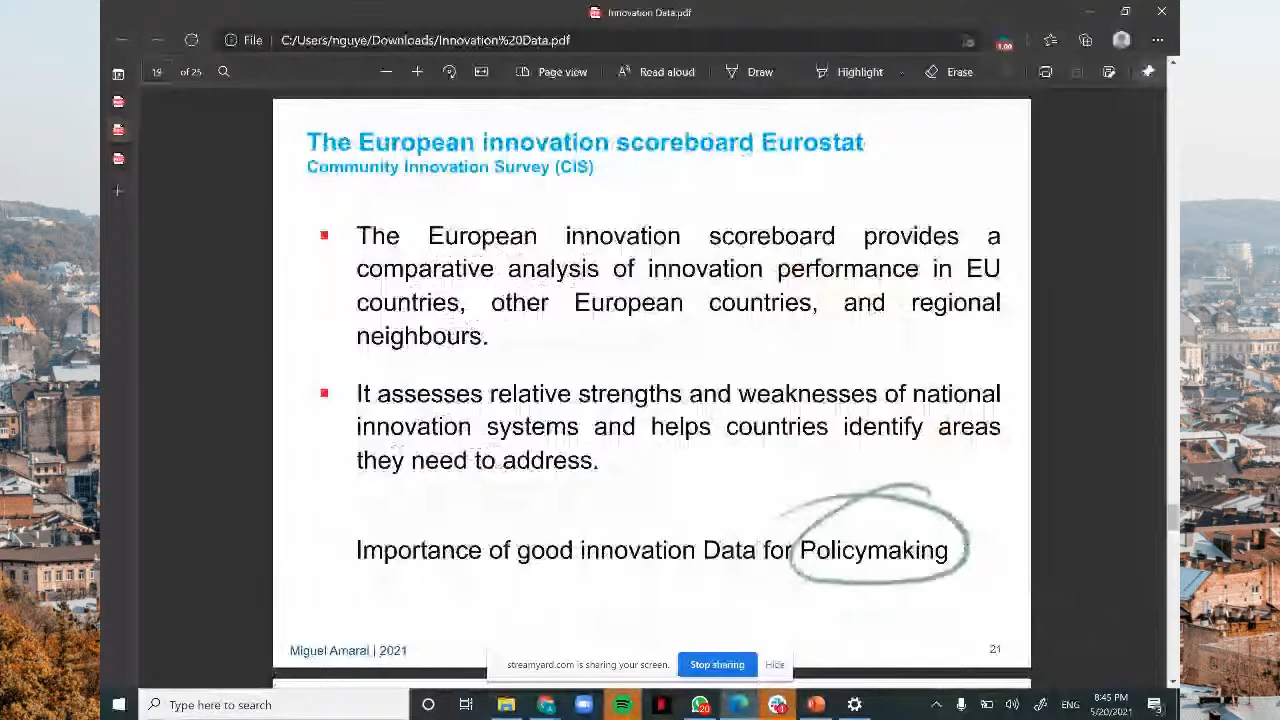 Innovation Data.pdf
File C:/Users/nguye/Downloads/Innovation%20Data.pdf
1.00
19 of 25 Page view Read aloud Draw Highlight Erase
The European innovation scoreboard Eurostat
Community Innovation Survey (CIS)
The European innovation scoreboard provides a
comparative analysis of innovation performance in EU
countries, other European countries, and regional
neighbours.
It assesses relative strengths and weaknesses of national
innovation systems and helps countries identify areas
they need to address.
Importance of good innovation Data for Policymaking
Miguel Amaral | 2021
21
streamyard.com is sharing your screen. Stop sharing Hide
Type here to search
20
ENG
8:45 PM
5/20/2021
3